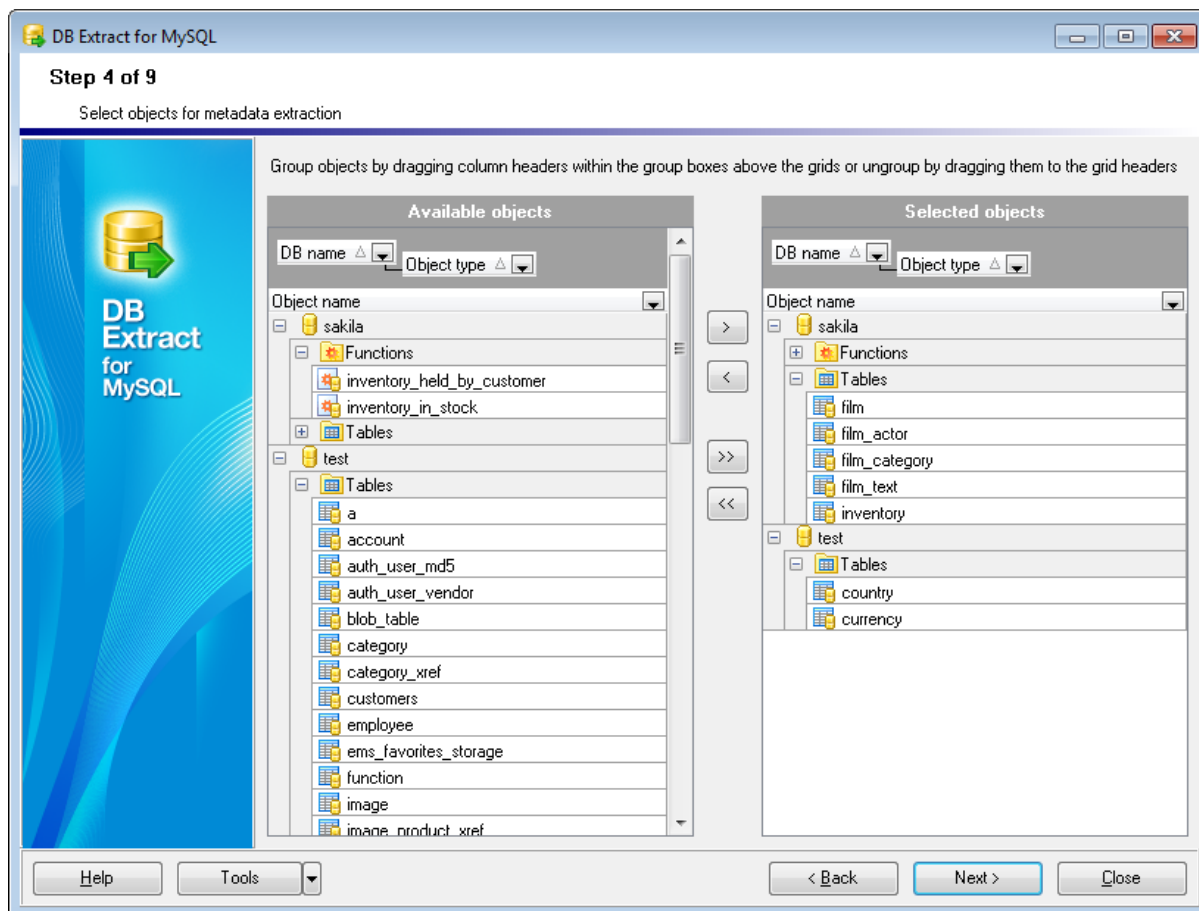 DB Extract for MySQL
Step 4 of 9
Select objects for metadata extraction
Group objects by dragging column headers within the group boxes above the grids or ungroup by dragging them to the grid headers
DB
Extract
for
MySQL
Available objects
DB name
Object type
Object name
sakila
Functions
inventory_held_by_customer
inventory_in_stock
Tables
test
Tables
a
account
auth_user_md5
auth_user_vendor
blob_table
category
category_xref
customers
employee
ems_favorites_storage
function
image
image_product_xref
>
<
>>
<<
Selected objects
DB name
Object type
Object name
sakila
Functions
Tables
film
film_actor
film_category
film_text
inventory
test
Tables
country
currency
Help
Tools
< Back
Next >
Close